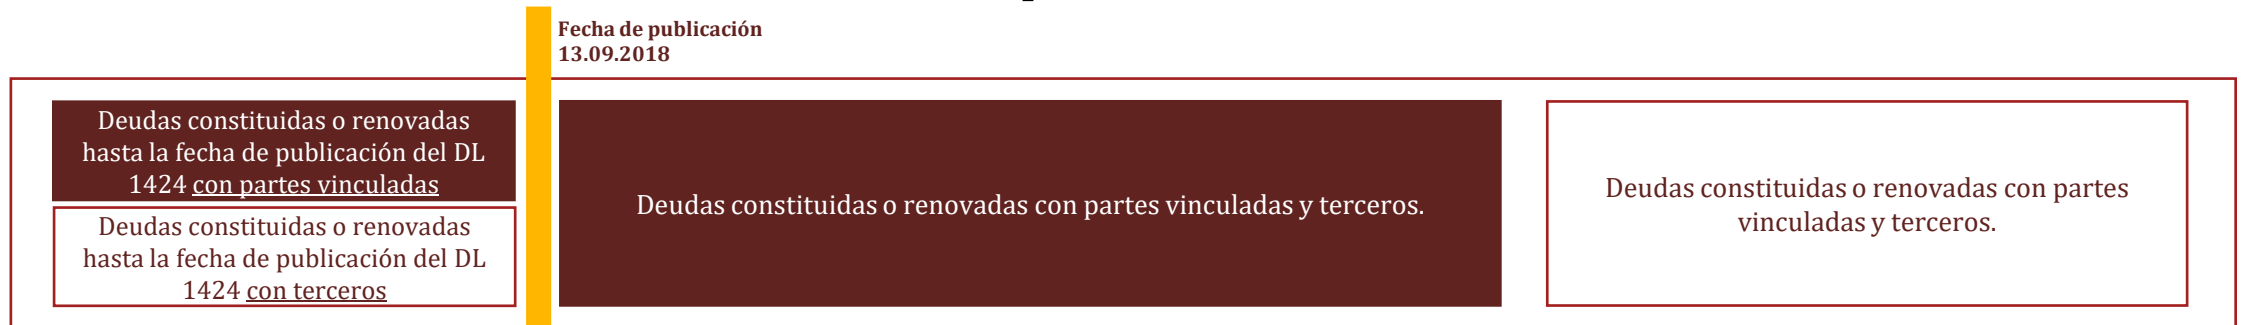 Fecha de publicación
13.09.2018
Deudas constituidas o renovadas
hasta la fecha de publicación del DL
1424 con partes vinculadas
Deudas constituidas o renovadas
hasta la fecha de publicación del DL
1424 con terceros
Deudas constituidas o renovadas con partes vinculadas y terceros.
Deudas constituidas o renovadas con partes
vinculadas y terceros.